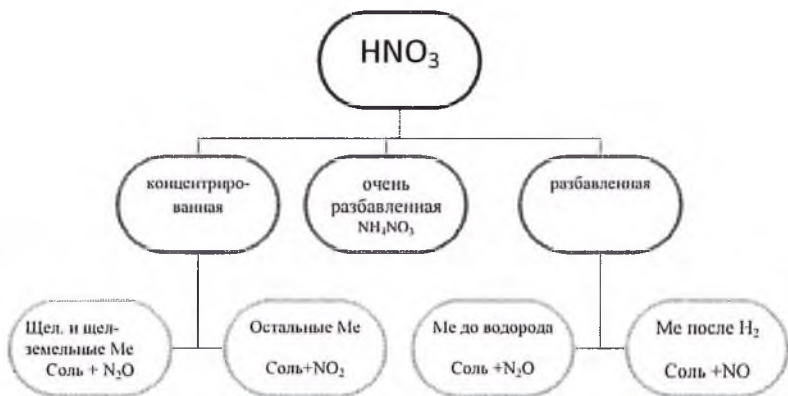 HNO₃
концентриро-
ванная
очень
разбавленная
NH₄NO₃
разбавленная
Щел. и щел-
земельные Ме
Соль + N₂O
Остальные Ме
Соль+NO₂
Ме до водорода
Соль +N₂O
Ме после H₂
Соль +NO